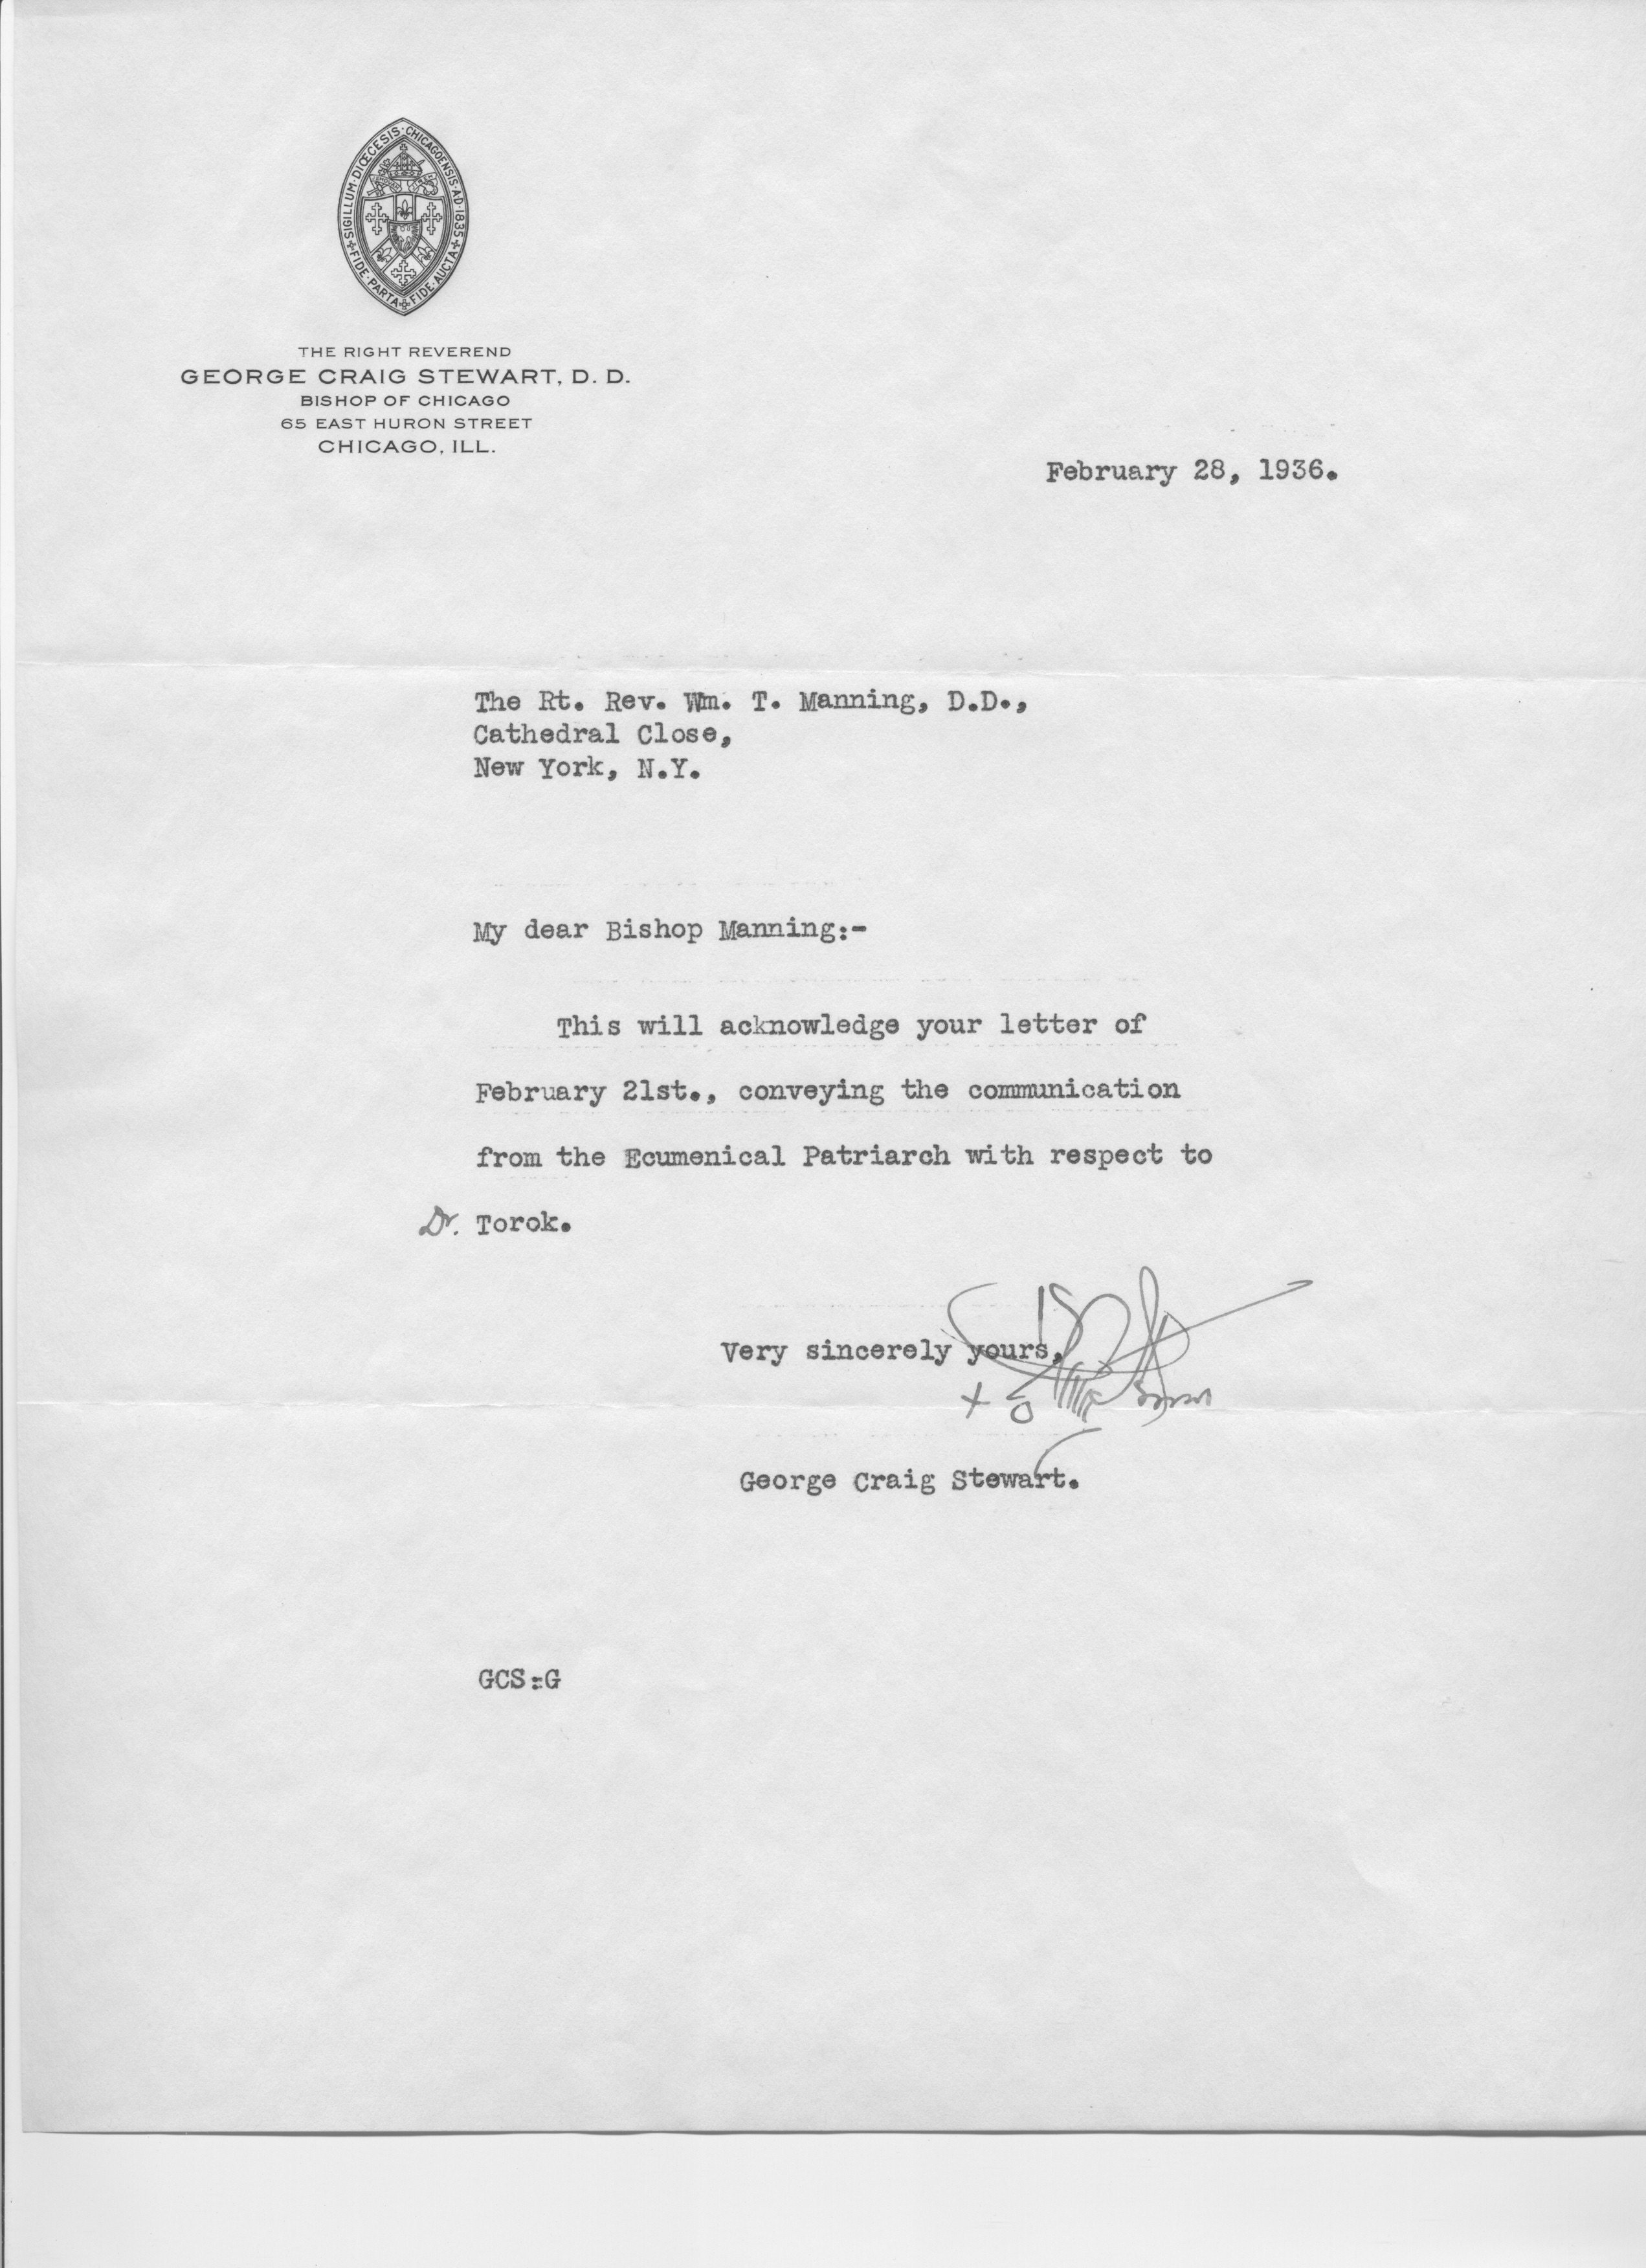 SIGILLUM · DIŒCESIS · CHICAGOENSIS · A·D· 1835
FIDE · PARTA FIDE · AUCTA
THE RIGHT REVEREND
GEORGE CRAIG STEWART, D. D.
BISHOP OF CHICAGO
65 EAST HURON STREET
CHICAGO, ILL.
February 28, 1936.
The Rt. Rev. Wm. T. Manning, D.D.,
Cathedral Close,
New York, N.Y.
My dear Bishop Manning:-
This will acknowledge your letter of
February 21st., conveying the communication
from the Ecumenical Patriarch with respect to
Dr. Torok.
Very sincerely yours,
George Craig Stewart.
GCS:G